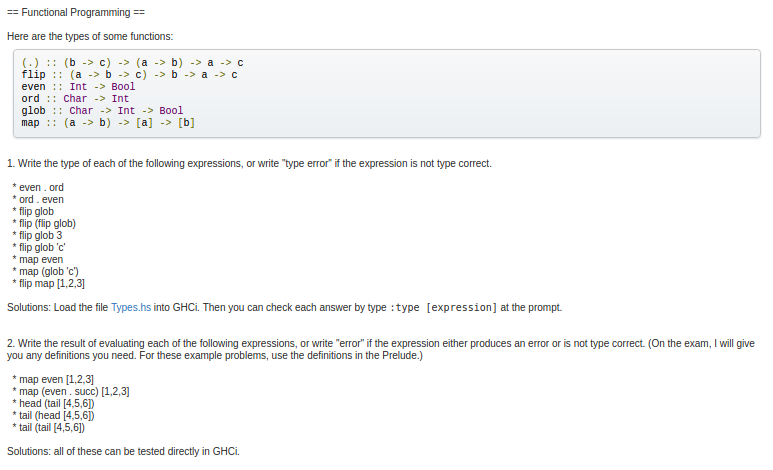 == Functional Programming ==
Here are the types of some functions:
(.) :: (b -> c) -> (a -> b) -> a -> c
flip :: (a -> b -> c) -> b -> a -> c
even :: Int -> Bool
ord :: Char -> Int
glob :: Char -> Int -> Bool
map :: (a -> b) -> [a] -> [b]
1. Write the type of each of the following expressions, or write "type error" if the expression is not type correct.
* even . ord
* ord . even
* flip glob
* flip (flip glob)
* flip glob 3
* flip glob 'c'
* map even
* map (glob 'c')
* flip map [1,2,3]
Solutions: Load the file Types.hs into GHCi. Then you can check each answer by type :type [expression] at the prompt.
2. Write the result of evaluating each of the following expressions, or write "error" if the expression either produces an error or is not type correct. (On the exam, I will give
you any definitions you need. For these example problems, use the definitions in the Prelude.)
* map even [1,2,3]
* map (even . succ) [1,2,3]
* head (tail [4,5,6])
* tail (head [4,5,6])
* tail (tail [4,5,6])
Solutions: all of these can be tested directly in GHCi.